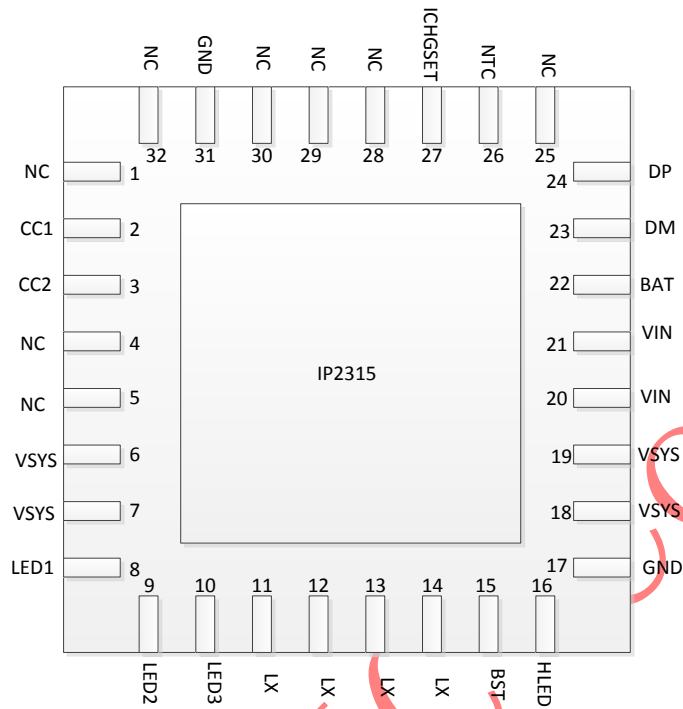 NC
GND
NC
NC
NC
ICHGSET
NTC
NC
32
31
30
29
28
27
26
25
NC 1
CC1 2
CC2 3
NC 4
NC 5
VSYS 6
VSYS 7
LED1 8
IP2315
24 DP
23 DM
22 BAT
21 VIN
20 VIN
19 VSYS
18 VSYS
17 GND
9
10
11
12
13
14
15
16
LED2
LED3
LX
LX
LX
LX
BST
HLED